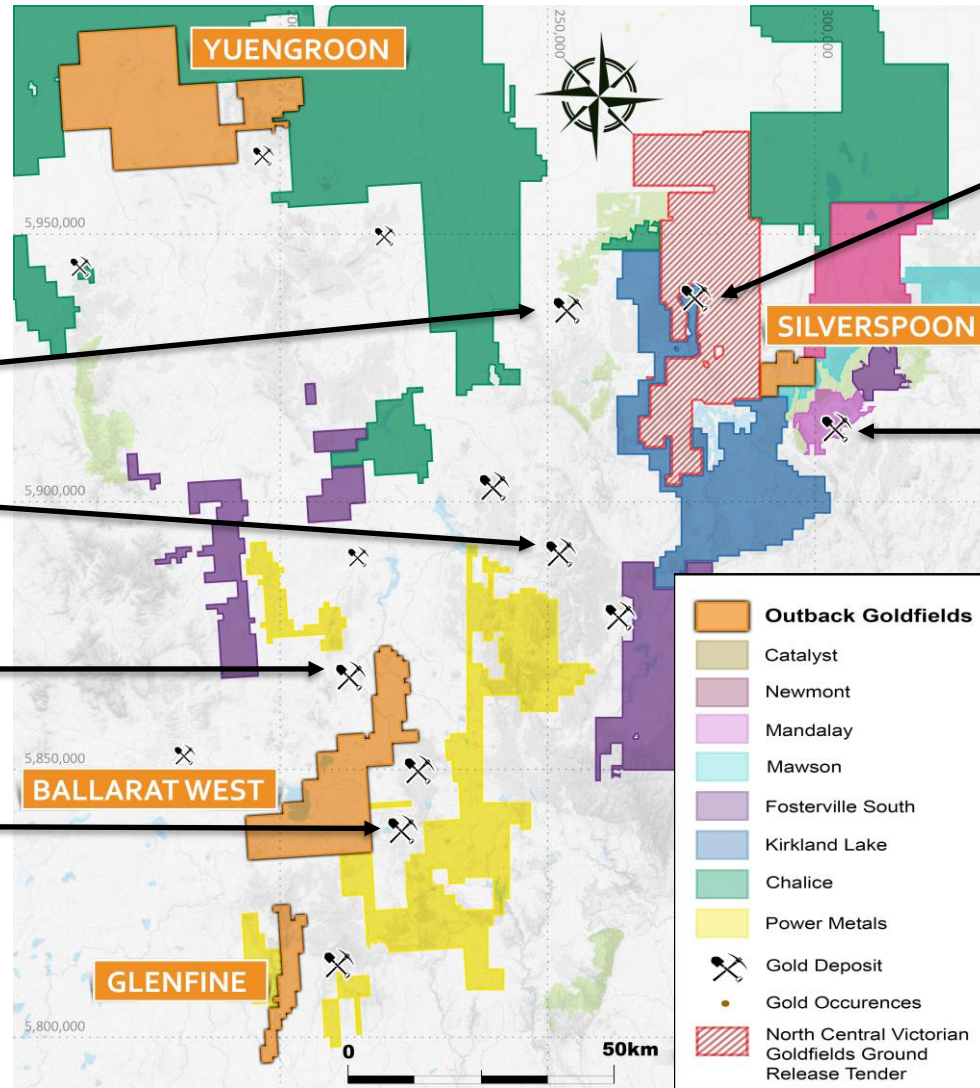 YUENGROON
250,000
300,000
5,950,000
SILVERSPOON
5,900,000
5,850,000
BALLARAT WEST
GLENFINE
5,800,000
0 50km
Outback Goldfields
Catalyst
Newmont
Mandalay
Mawson
Fosterville South
Kirkland Lake
Chalice
Power Metals
Gold Deposit
Gold Occurences
North Central Victorian
Goldfields Ground
Release Tender